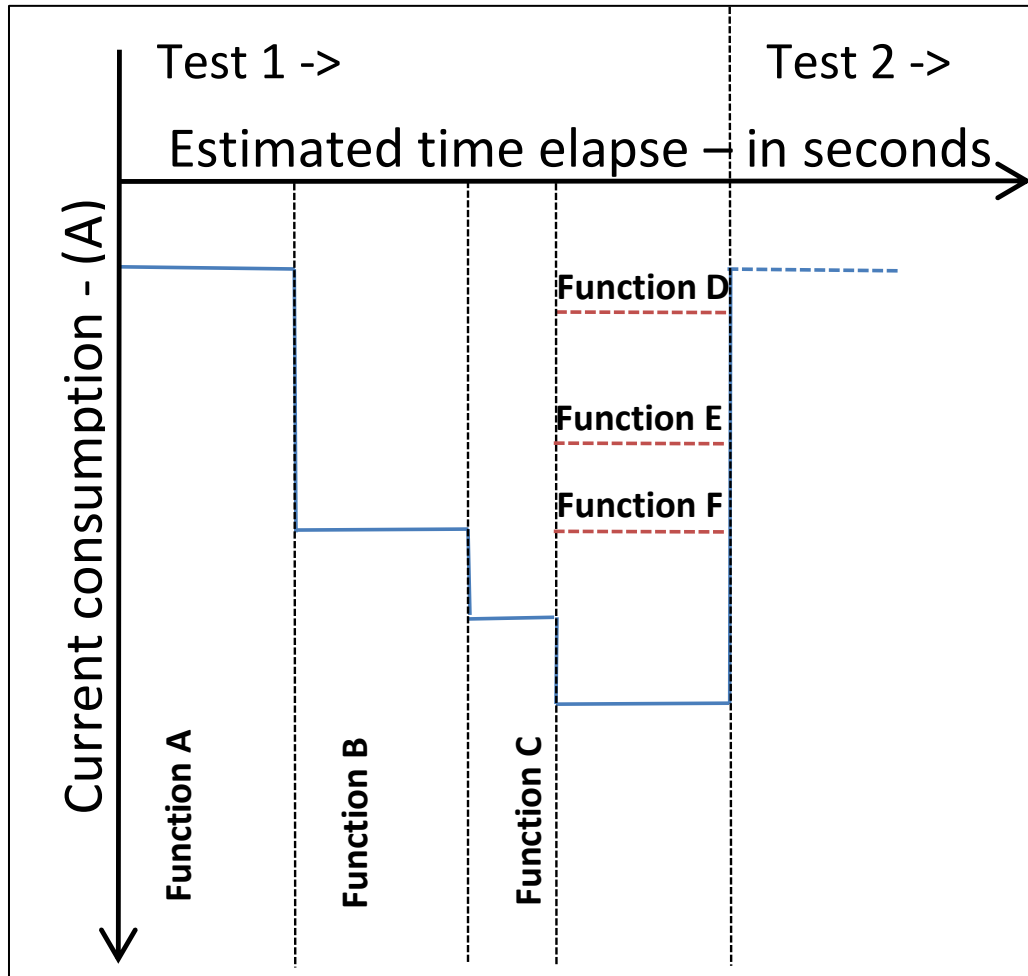 Test 1 ->
Test 2 ->
Estimated time elapse – in seconds
Current consumption - (A)
Function D
Function E
Function F
Function A
Function B
Function C